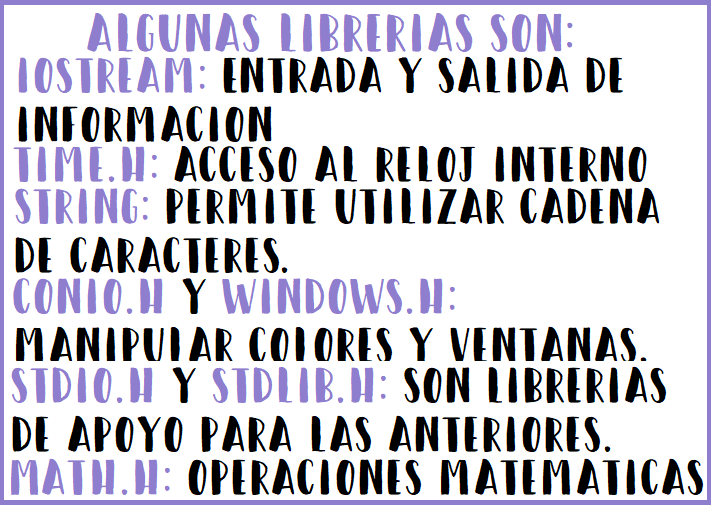 ALGUNAS LIBRERIAS SON:
IOSTREAM: ENTRADA Y SALIDA DE
INFORMACION
TIME.H: ACCESO AL RELOJ INTERNO
STRING: PERMITE UTILIZAR CADENA
DE CARACTERES.
CONIO.H Y WINDOWS.H:
MANIPULAR COLORES Y VENTANAS.
STDIO.H Y STDLIB.H: SON LIBRERIAS
DE APOYO PARA LAS ANTERIORES.
MATH.H: OPERACIONES MATEMATICAS